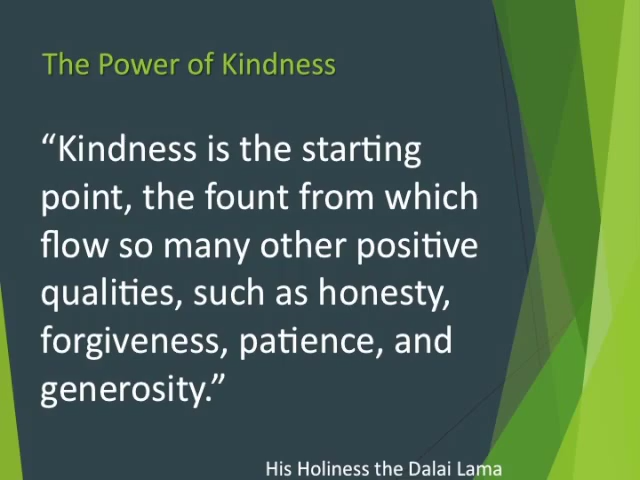 The Power of Kindness
“Kindness is the starting
point, the fount from which
flow so many other positive
qualities, such as honesty,
forgiveness, patience, and
generosity.”
His Holiness the Dalai Lama